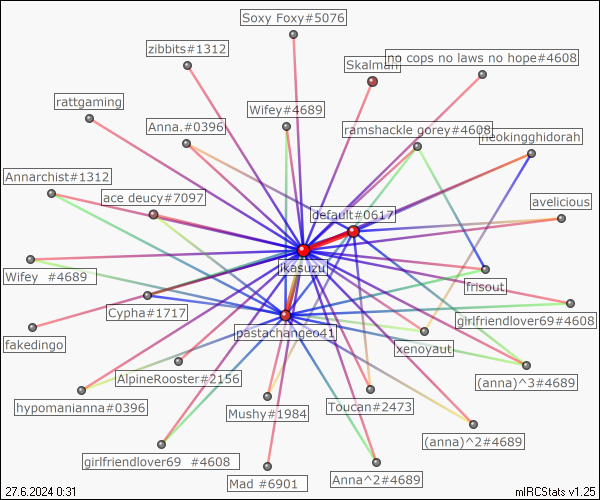 Soxy Foxy#5076
zibbits#1312
no cops no laws no hope#4608
Skalman
rattgaming
Wifey#4689
Anna.#0396
ramshackle gorey#4608
neokingghidorah
Annarchist#1312
ace deucy#7097
avelicious
default#0617
ikasuzu
Wifey #4689
frisout
Cypha#1717
girlfriendlover69#4608
pastachangeo41
fakedingo
xenoyaut
AlpineRooster#2156
(anna)^3#4689
hypomanianna#0396
Mushy#1984
Toucan#2473
(anna)^2#4689
girlfriendlover69 #4608
Mad #6901
Anna^2#4689
27.6.2024 0:31
mIRCStats v1.25